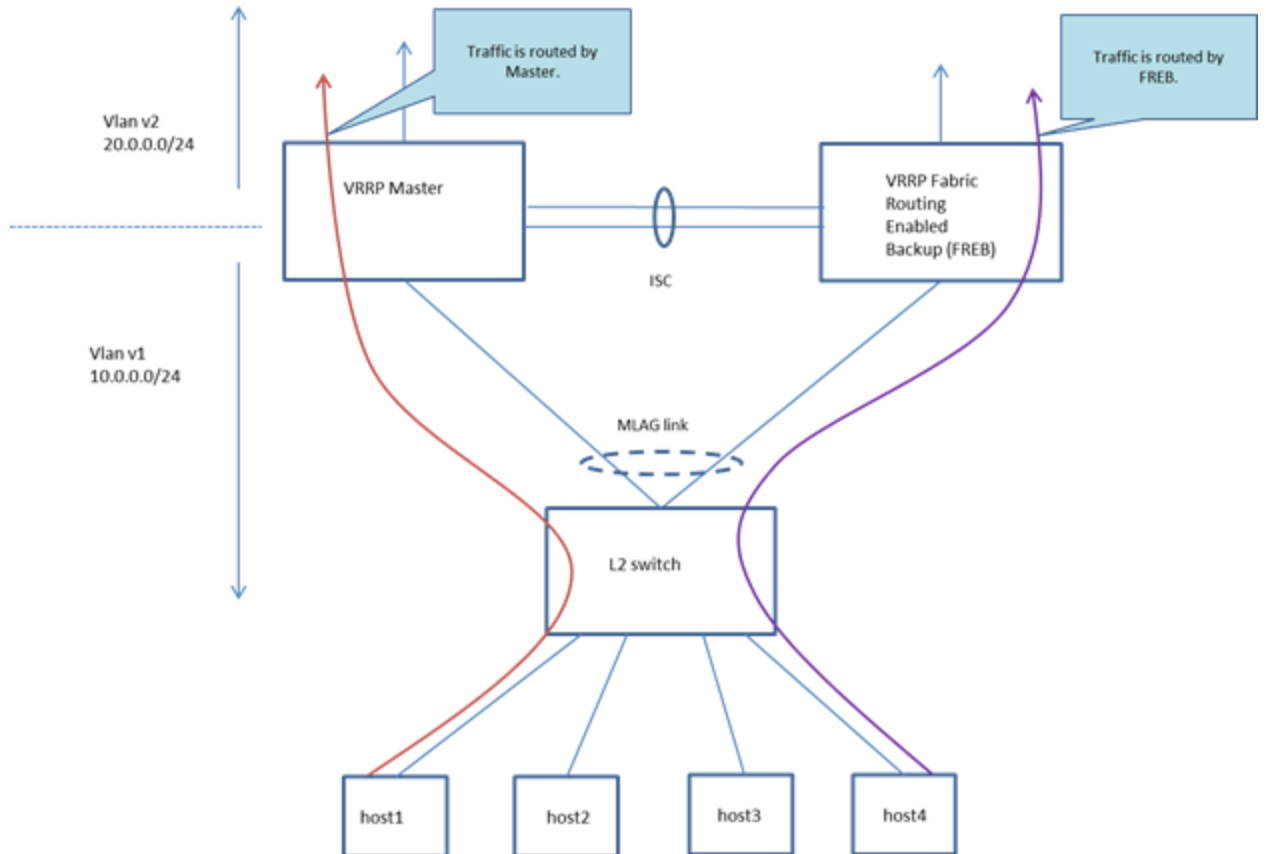 Traffic is routed by
Master.
Traffic is routed by
FREB.
Vlan v2
20.0.0.0/24
VRRP Master
VRRP Fabric
Routing
Enabled
Backup (FREB)
ISC
Vlan v1
10.0.0.0/24
MLAG link
L2 switch
host1
host2
host3
host4